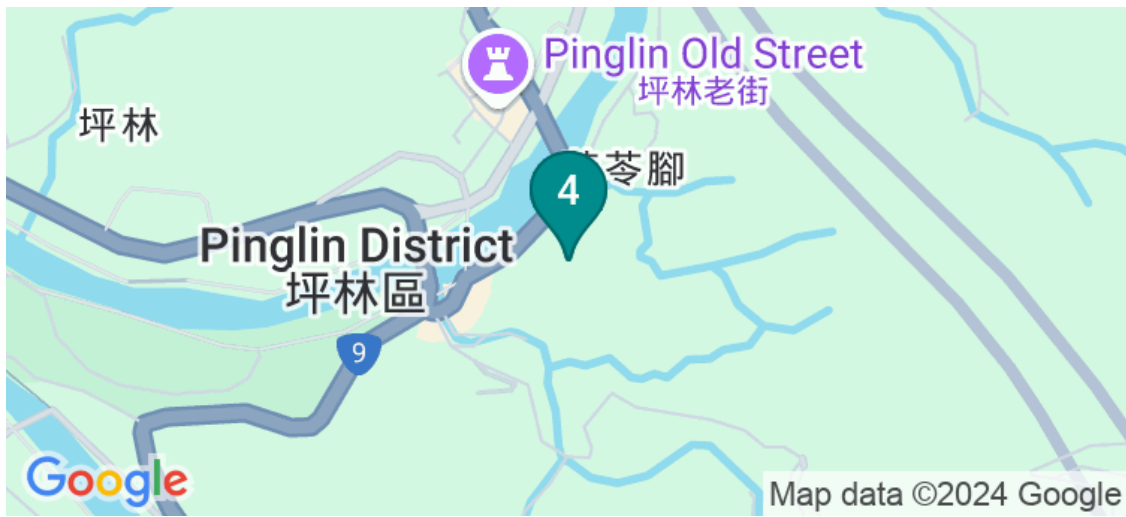 Pinglin Old Street
坪林老街
坪林
苓腳
4
Pinglin District
坪林區
9
Google
Map data ©2024 Google